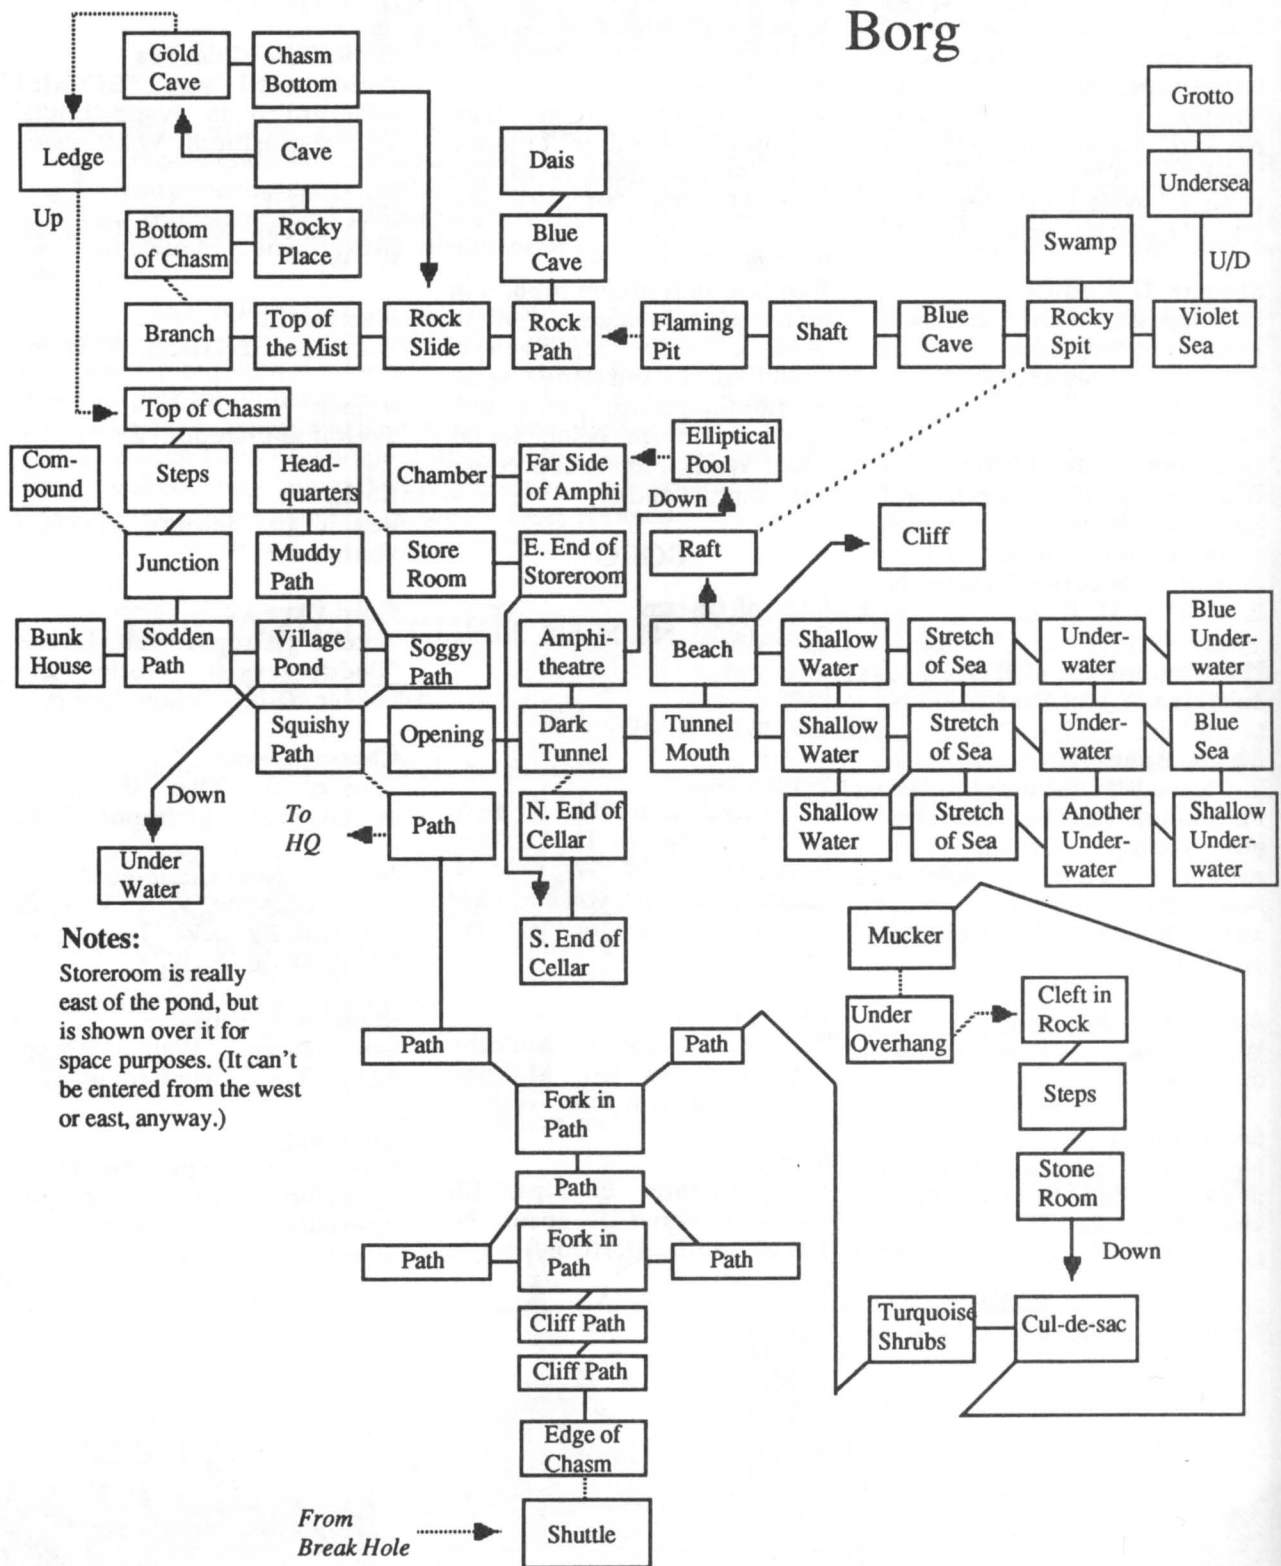 Borg
Gold
Cave
Chasm
Bottom
Grotto
Ledge
Cave
Dais
Undersea
Up
Bottom
of Chasm
Rocky
Place
Blue
Cave
Swamp
U/D
Branch
Top of
the Mist
Rock
Slide
Rock
Path
Flaming
Pit
Shaft
Blue
Cave
Rocky
Spit
Violet
Sea
Top of Chasm
Com-
pound
Steps
Head-
quarters
Chamber
Far Side
of Amphi
Elliptical
Pool
Down
Cliff
Junction
Muddy
Path
Store
Room
E. End of
Storeroom
Raft
Bunk
House
Sodden
Path
Village
Pond
Soggy
Path
Amphi-
theatre
Beach
Shallow
Water
Stretch
of Sea
Under-
water
Blue
Under-
water
Squishy
Path
Opening
Dark
Tunnel
Tunnel
Mouth
Shallow
Water
Stretch
of Sea
Under-
water
Blue
Sea
Down
To
HQ
Path
N. End of
Cellar
Shallow
Water
Stretch
of Sea
Another
Under-
water
Shallow
Under-
water
Under
Water
S. End of
Cellar
Mucker
Notes:
Storeroom is really
east of the pond, but
is shown over it for
space purposes. (It can't
be entered from the west
or east, anyway.)
Under
Overhang
Cleft in
Rock
Path
Path
Fork in
Path
Steps
Path
Stone
Room
Path
Fork in
Path
Path
Down
Cliff Path
Turquoise
Shrubs
Cul-de-sac
Cliff Path
Edge of
Chasm
From
Break Hole
Shuttle